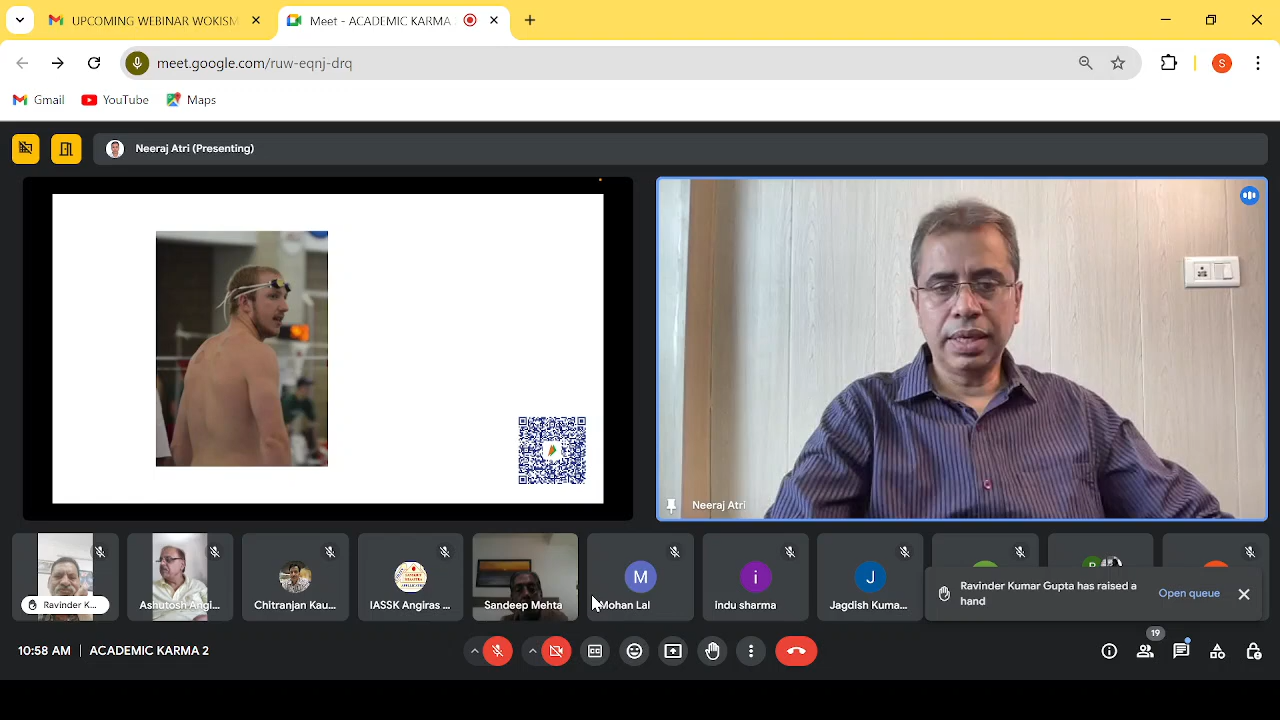 UPCOMING WEBINAR WOKISM
Meet - ACADEMIC KARMA
meet.google.com/ruw-eqnj-drq
S
Gmail
YouTube
Maps
Neeraj Atri (Presenting)
Neeraj Atri
Ravinder K...
Ashutosh Angi...
Chitranjan Kau...
IASSK Angiras ...
Sandeep Mehta
M
Mohan Lal
i
indu sharma
J
Jagdish Kuma...
Ravinder Kumar Gupta has raised a
hand
Open queue
10:58 AM
ACADEMIC KARMA 2
19